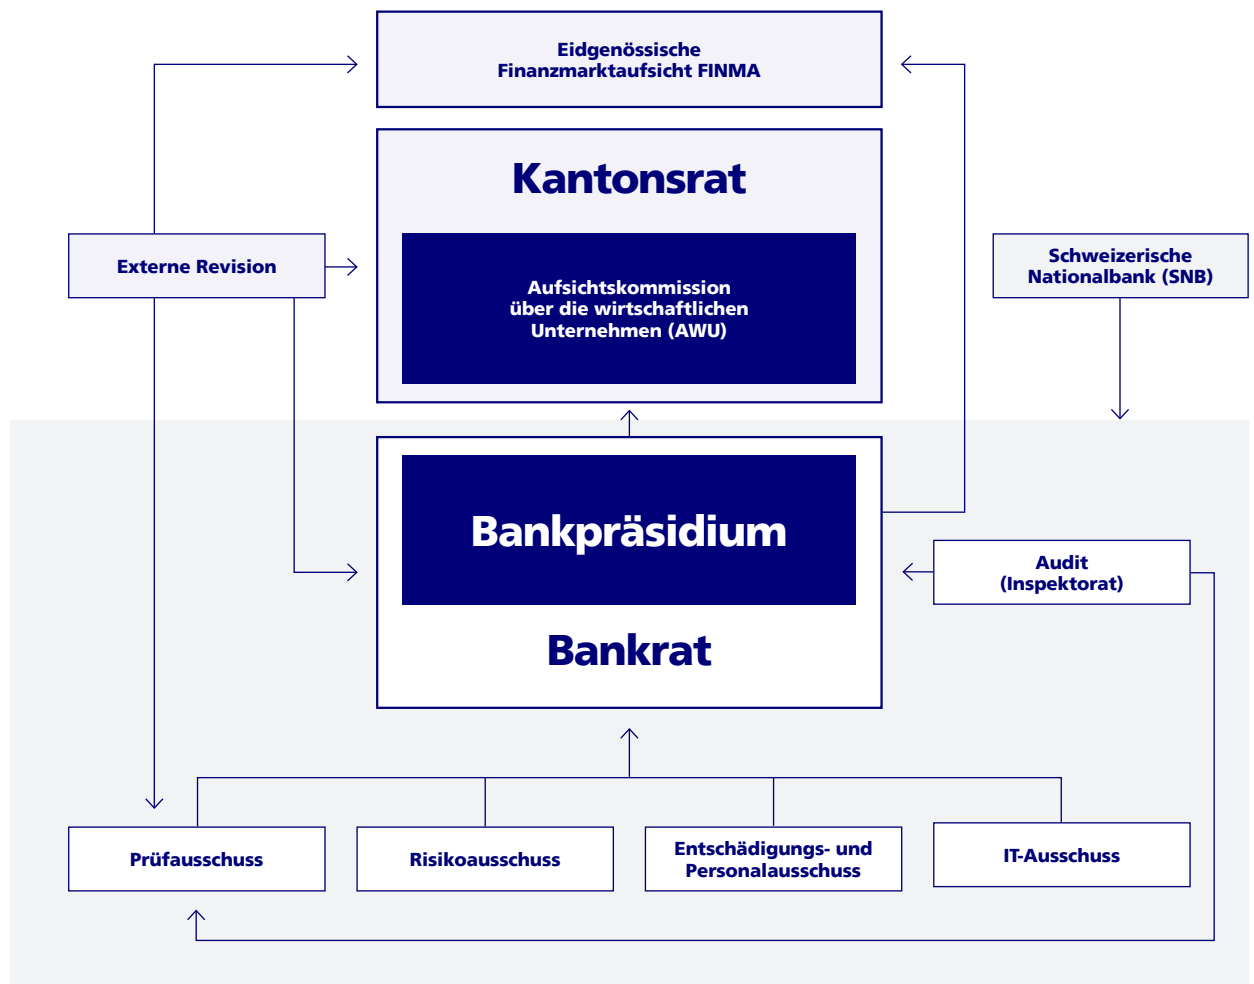 Eidgenössische
Finanzmarktaufsicht FINMA
Kantonsrat
Externe Revision
Aufsichtskommission
über die wirtschaftlichen
Unternehmen (AWU)
Schweizerische
Nationalbank (SNB)
Bankpräsidium
Bankrat
Audit
(Inspektorat)
Prüfausschuss
Risikoausschuss
Entschädigungs- und
Personalausschuss
IT-Ausschuss